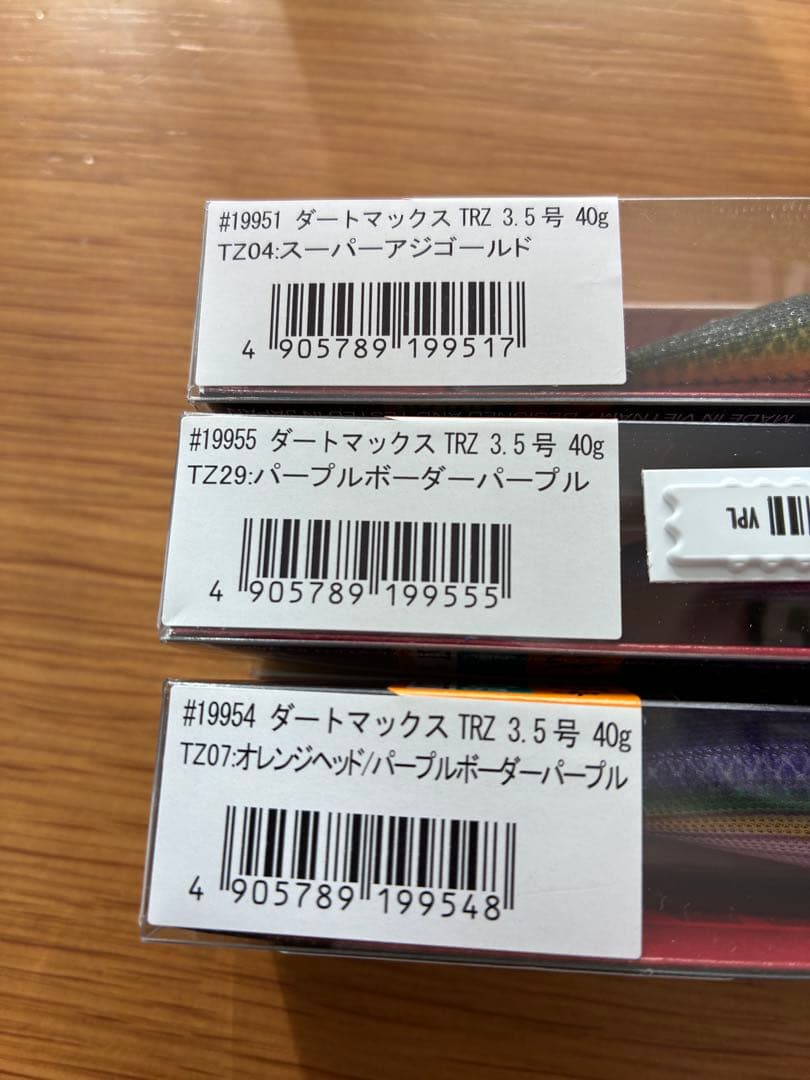 #19951 ダートマックス TRZ 3.5号 40g
TZ04:スーパーアジゴールド
4 905789 199517
MADE IN VIETNAM
#19955 ダートマックス TRZ 3.5号 40g
TZ29:パープルボーダーパープル
4 905789 199555
VPL
#19954 ダートマックス TRZ 3.5号 40g
TZ07:オレンジヘッド/パープルボーダーパープル
4 905789 199548